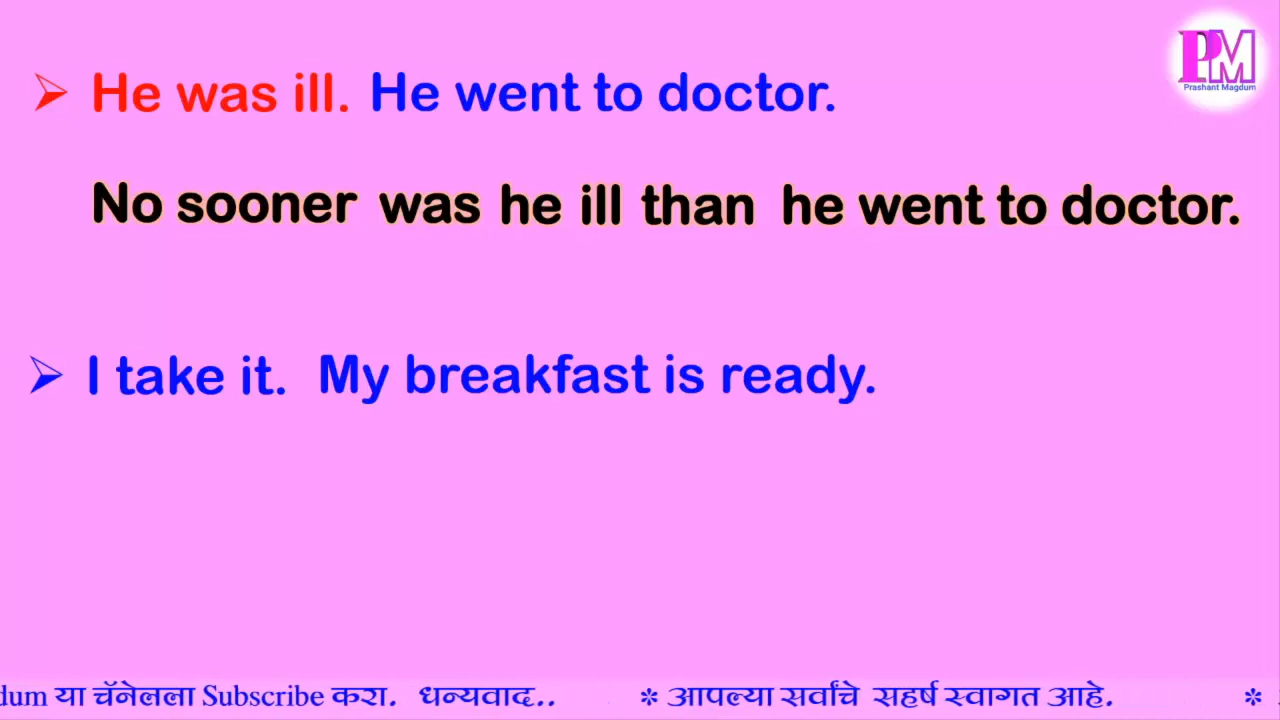 PM
Prashant Magdum
➢ He was ill. He went to doctor.
No sooner was he ill than he went to doctor.
➢ I take it. My breakfast is ready.
dum या चॅनेलला Subscribe करा. धन्यवाद.. * आपल्या सर्वांचे सहर्ष स्वागत आहे. *